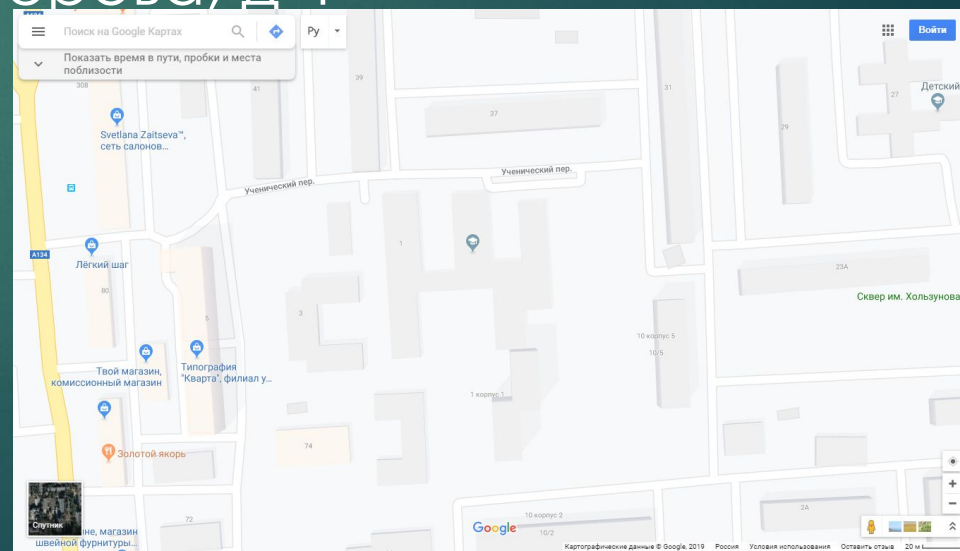 Поиск на Google Картах
Ру
Войти
Показать время в пути, пробки и места
поблизости
308
41
39
37
31
27
Детский
29
Svetlana Zaitseva™,
сеть салонов...
Ученический пер.
Ученический пер.
A134
Лёгкий шаг
1
23А
80
Сквер им. Хользунова
3
5
10 корпус 5
10/5
Твой магазин,
комиссионный магазин
Типография
"Кварта", филиал у...
1 корпус 1
74
Золотой якорь
Спутник
72
не, магазин
швейной фурнитуры...
10 корпус 2
10/2
2А
Google
Картографические данные © Google, 2019 Россия Условия использования Оставить отзыв 20 м